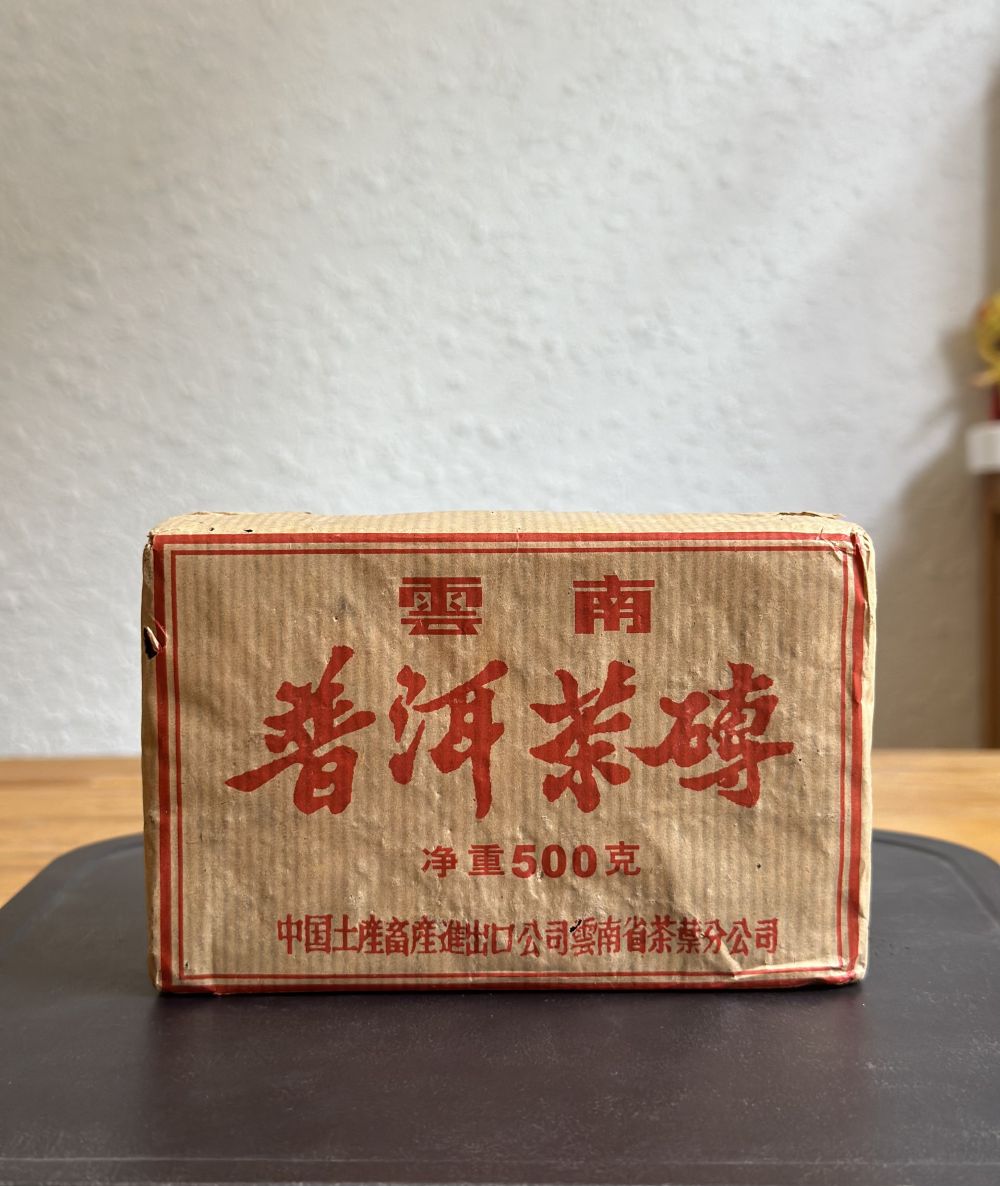 雲南
普洱茶磚
净重500克
中国土産畜産進出口公司雲南省茶葉分公司